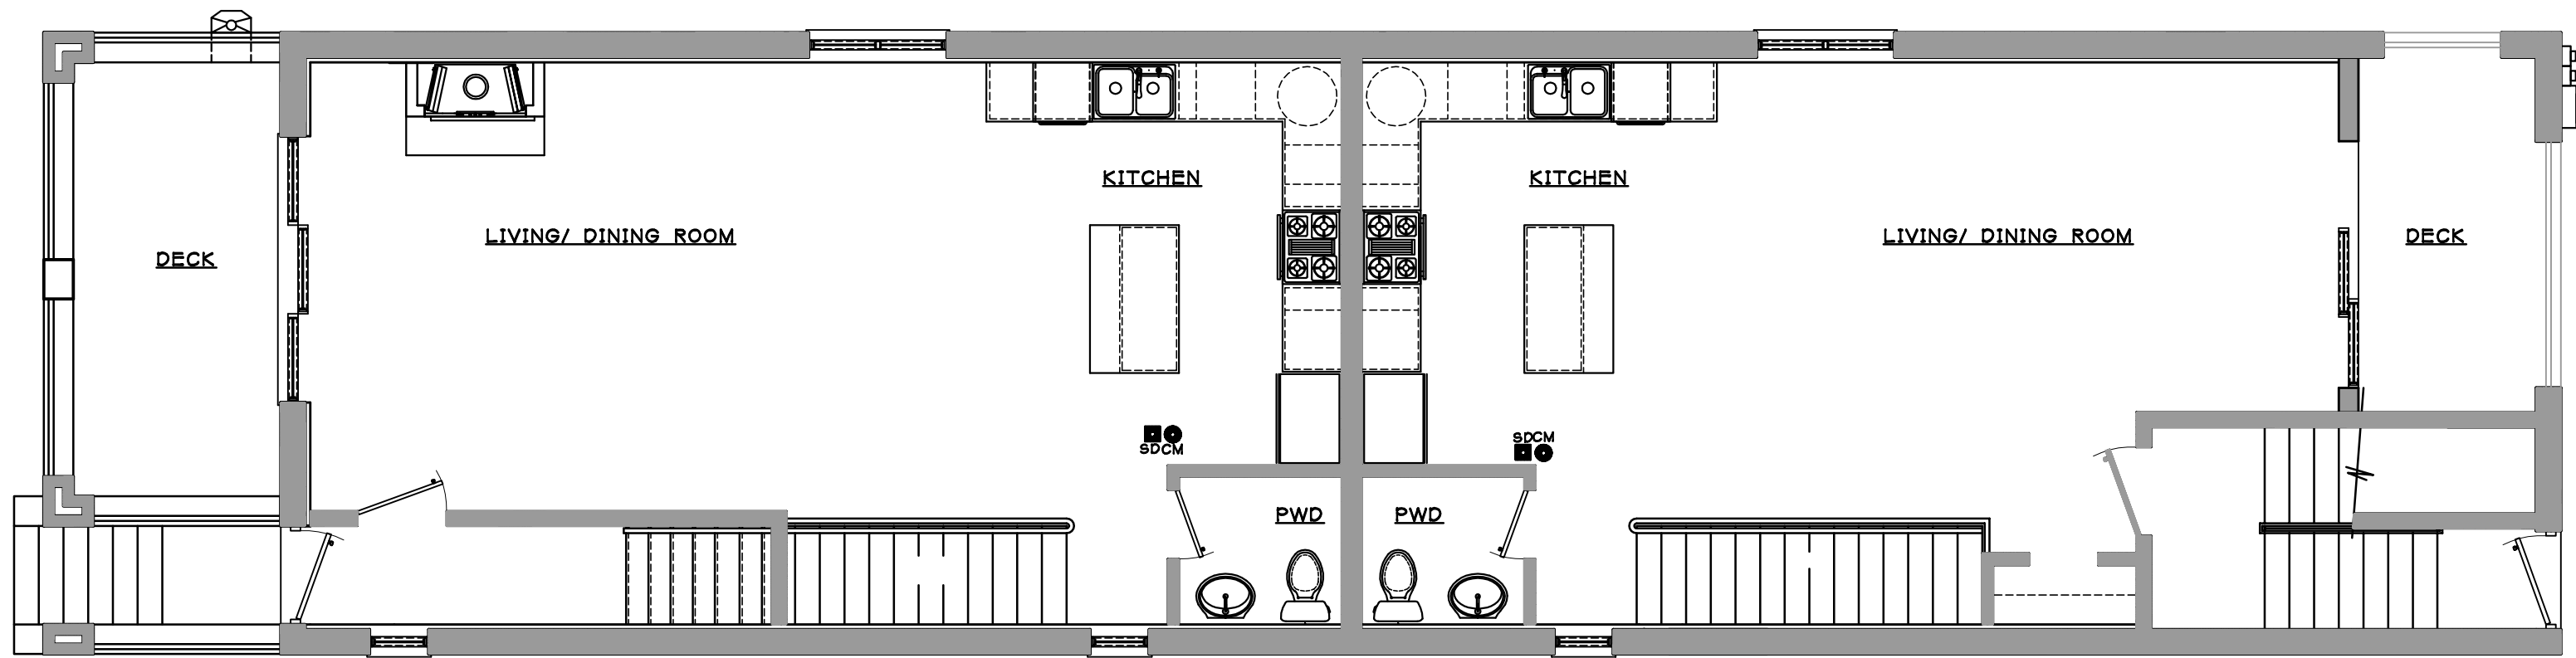 KITCHEN
KITCHEN
LIVING/ DINING ROOM
LIVING/ DINING ROOM
DECK
DECK
SDCM
SDCM
PWD
PWD